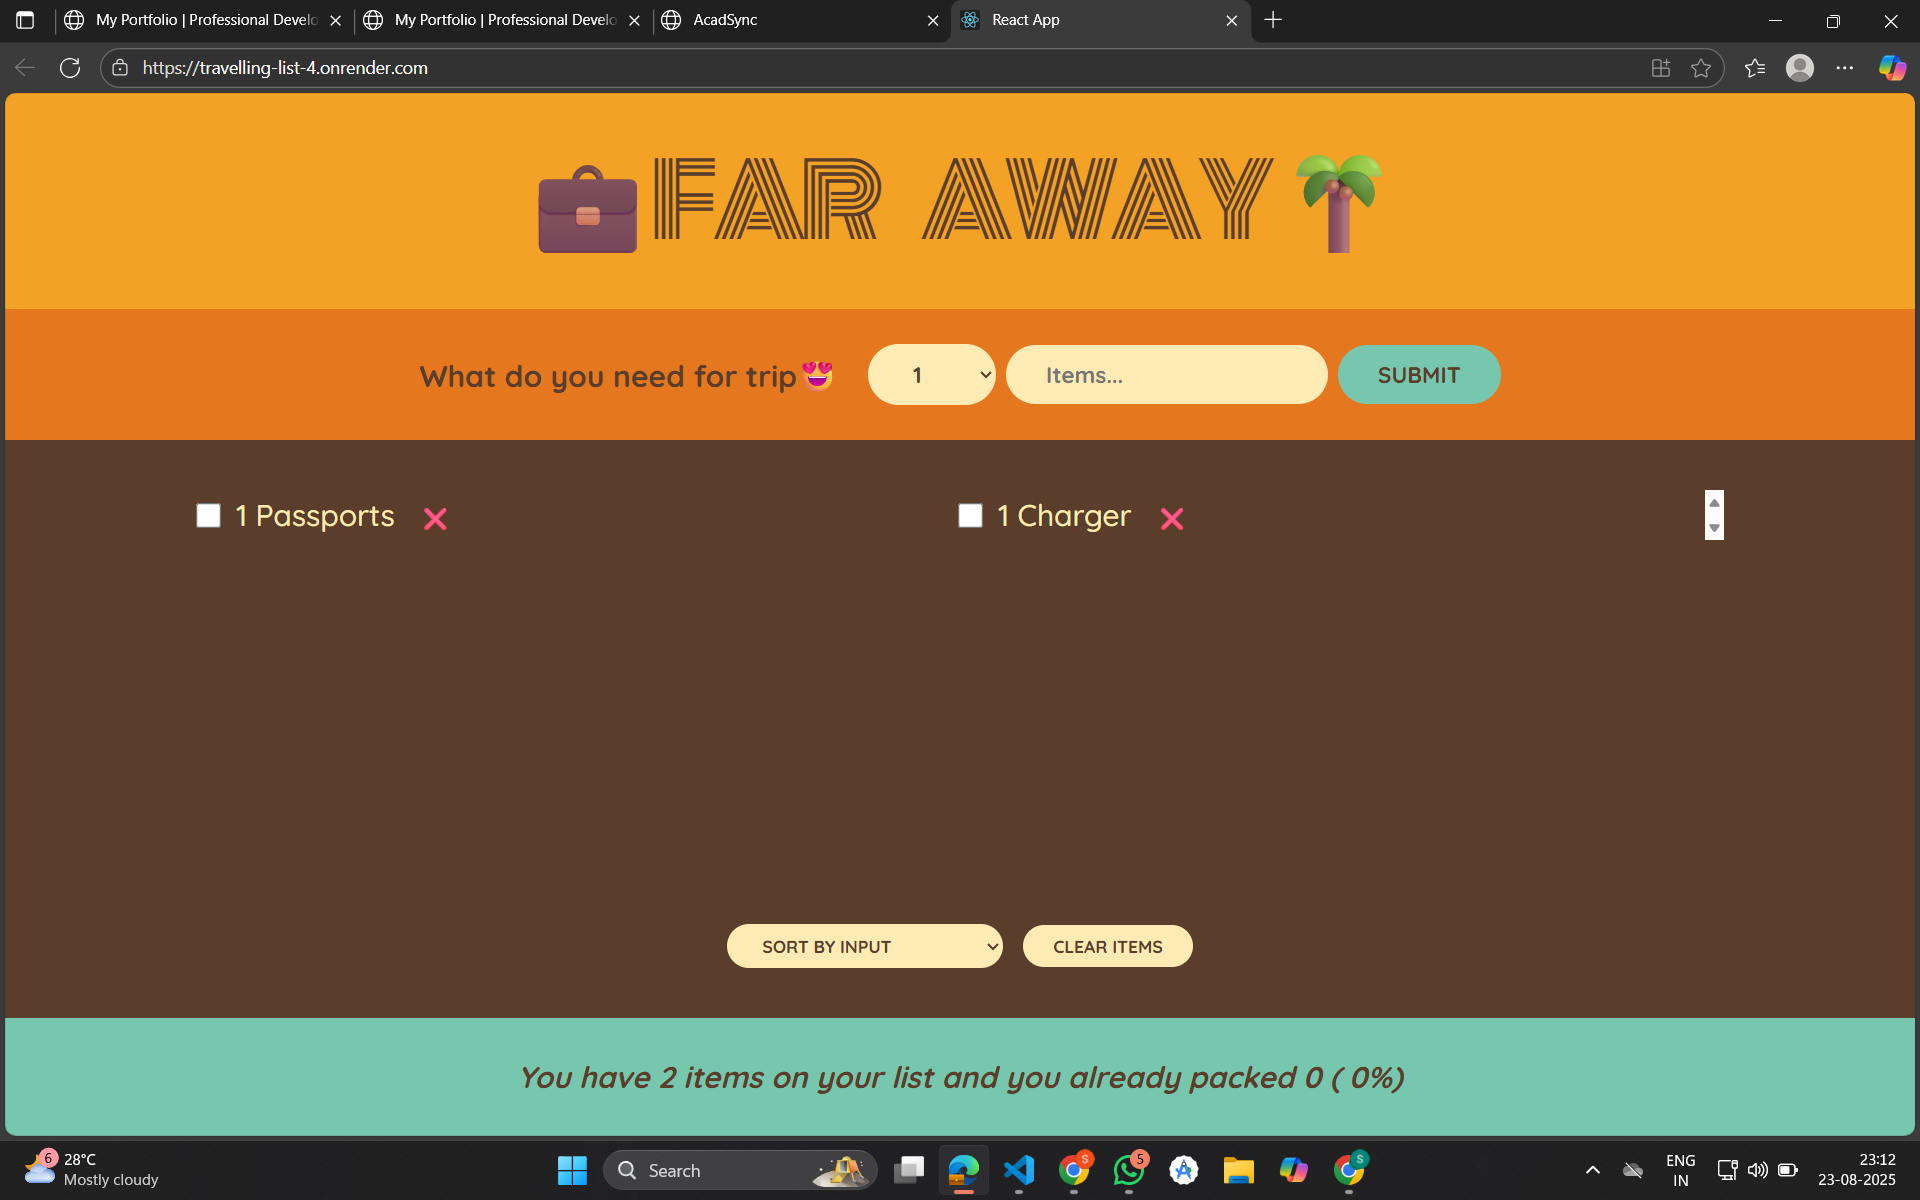 My Portfolio | Professional Develo
My Portfolio | Professional Develo
AcadSync
React App
https://travelling-list-4.onrender.com
FAR AWAY
What do you need for trip😍
1
Items...
SUBMIT
1 Passports ❌
1 Charger ❌
SORT BY INPUT
CLEAR ITEMS
You have 2 items on your list and you already packed 0 ( 0%)
6
28°C
Mostly cloudy
Search
S
5
S
ENG
IN
23:12
23-08-2025